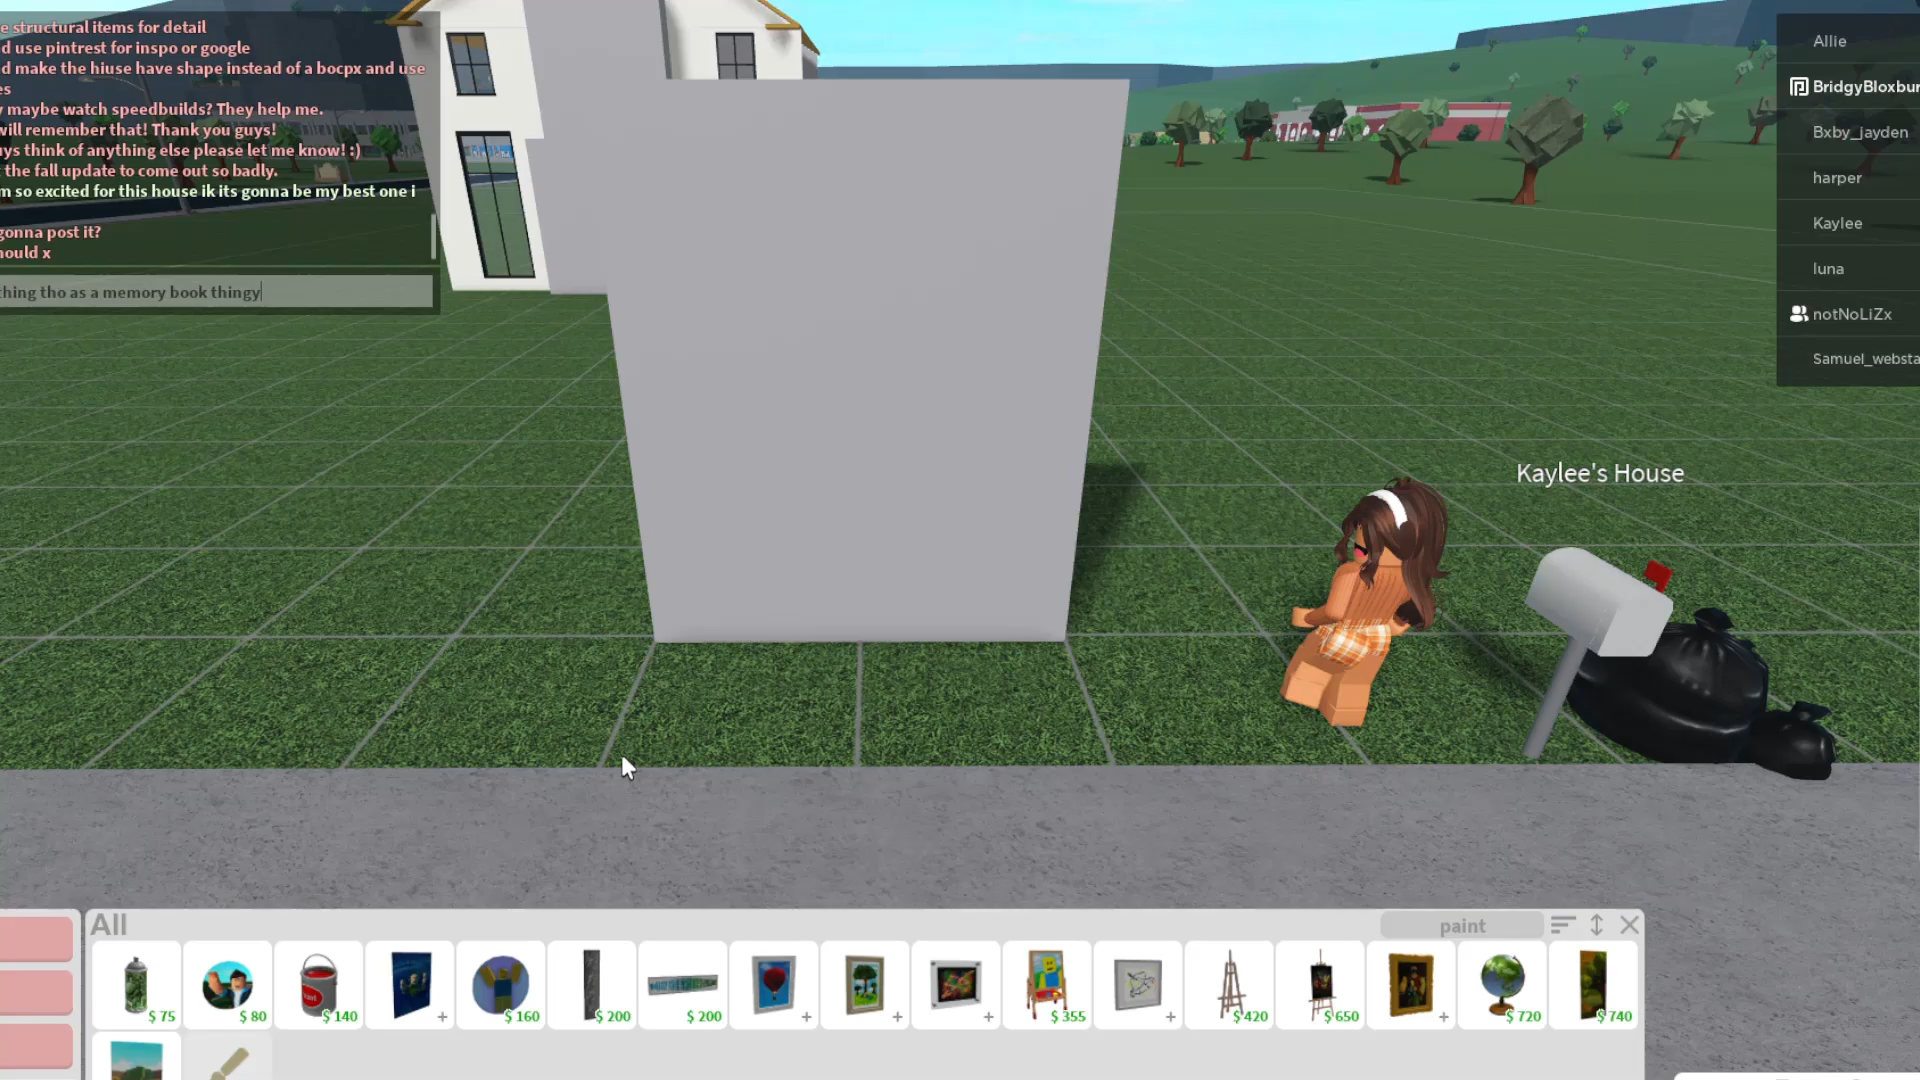 e structural items for detail
d use pintrest for inspo or google
d make the hiuse have shape instead of a bocpx and use
es
y maybe watch speedbuilds? They help me.
will remember that! Thank you guys!
uys think of anything else please let me know! :)
t the fall update to come out so badly.
m so excited for this house ik its gonna be my best one i
gonna post it?
hould x
thing tho as a memory book thingy
Allie
BridgyBloxbur
Bxby_jayden
harper
Kaylee
luna
notNoLiZx
Samuel_websta
Kaylee's House
All
paint
$ 75
$ 80
$ 140
$ 160
$ 200
$ 200
$ 355
$ 420
$ 650
$ 720
$ 740